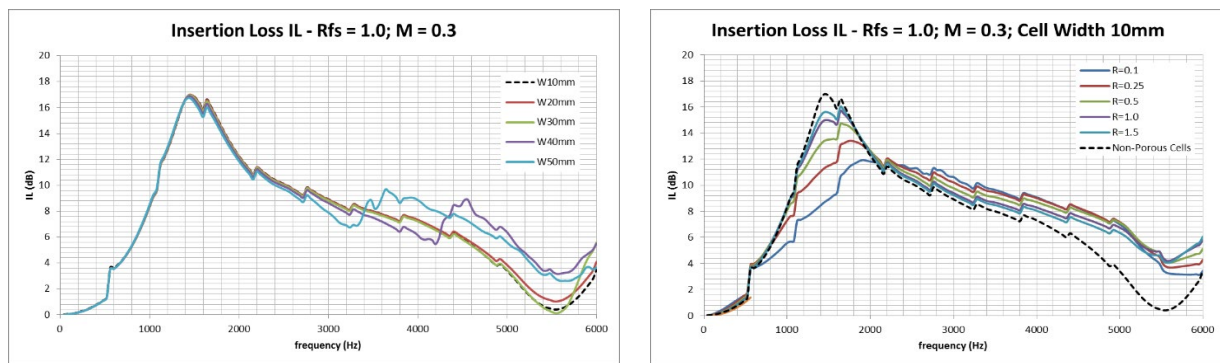 Insertion Loss IL - Rfs = 1.0; M = 0.3
20
18
16
14
12
10
8
6
4
2
0
IL (dB)
W10mm
W20mm
W30mm
W40mm
W50mm
0 1000 2000 3000 4000 5000 6000
frequency (Hz)
Insertion Loss IL - Rfs = 1.0; M = 0.3; Cell Width 10mm
20
18
16
14
12
10
8
6
4
2
0
IL (dB)
R=0.1
R=0.25
R=0.5
R=1.0
R=1.5
Non-Porous Cells
0 1000 2000 3000 4000 5000 6000
frequency (Hz)